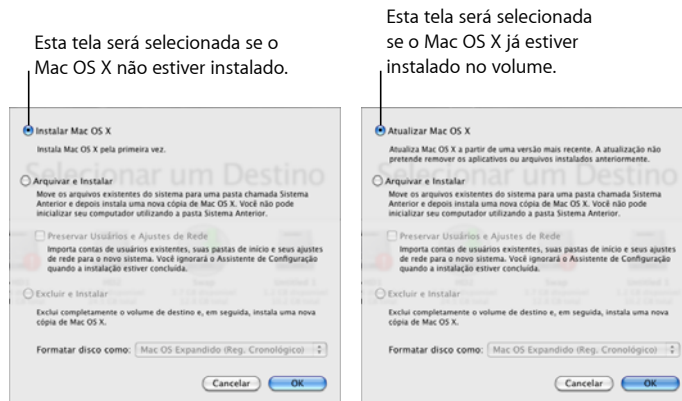 Esta tela será selecionada se o
Mac OS X não estiver instalado.
Instalar Mac OS X
Instala Mac OS X pela primeira vez.
Selecionar um Destino
Arquivar e Instalar
Move os arquivos existentes do sistema para uma pasta chamada Sistema
Anterior e depois instala uma nova cópia de Mac OS X. Você não pode
inicializar seu computador utilizando a pasta Sistema Anterior.
Preservar Usuários e Ajustes de Rede
Importa contas de usuários existentes, suas pastas de início e seus ajustes
de rede para o novo sistema. Você ignorará o Assistente de Configuração
quando a instalação estiver concluída.
Excluir e Instalar
Exclui completamente o volume de destino e, em seguida, instala uma nova
cópia de Mac OS X.
Formatar disco como: Mac OS Expandido (Reg. Cronológico)
Cancelar OK
Esta tela será selecionada
se o Mac OS X já estiver
instalado no volume.
Atualizar Mac OS X
Atualiza Mac OS X a partir de uma versão mais recente. A atualização não
pretende remover os aplicativos ou arquivos instalados anteriormente.
Selecionar um Destino
Arquivar e Instalar
Move os arquivos existentes do sistema para uma pasta chamada Sistema
Anterior e depois instala uma nova cópia de Mac OS X. Você não pode
inicializar seu computador utilizando a pasta Sistema Anterior.
Preservar Usuários e Ajustes de Rede
Importa contas de usuários existentes, suas pastas de início e seus ajustes
de rede para o novo sistema. Você ignorará o Assistente de Configuração
quando a instalação estiver concluída.
Excluir e Instalar
Exclui completamente o volume de destino e, em seguida, instala uma nova
cópia de Mac OS X.
Formatar disco como: Mac OS Expandido (Reg. Cronológico)
Cancelar OK